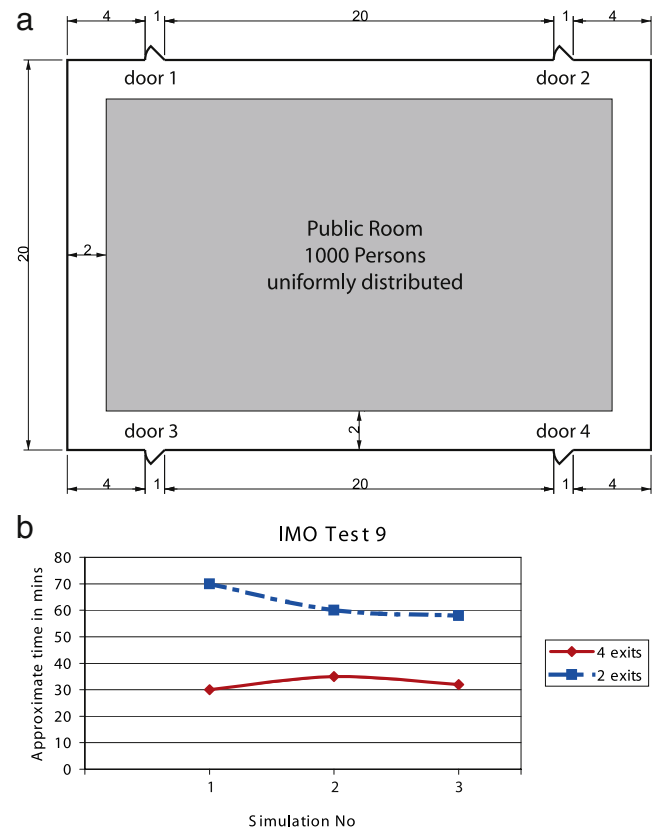 a
4 1 20 1 4
door 1 door 2
20
2
Public Room
1000 Persons
uniformly distributed
2
door 3 door 4
4 1 20 1 4
b
IMO Test 9
Approximate time in mins
80
70
60
50
40
30
20
10
0
1 2 3
Simulation No
4 exits
2 exits